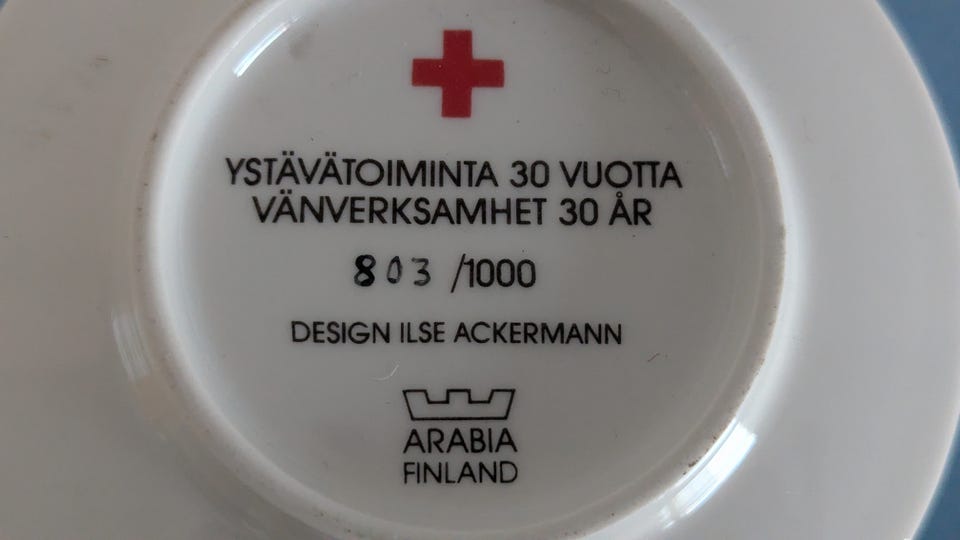 YSTÄVÄTOIMINTA 30 VUOTTA
VÄNVERKSAMHET 30 ÅR
803 /1000
DESIGN ILSE ACKERMANN
ARABIA
FINLAND